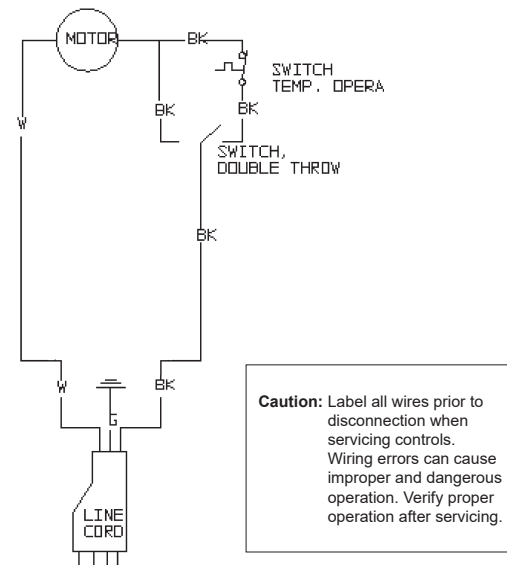 MOTOR
BK
SWITCH
TEMP. OPERA
BK
BK
W
SWITCH,
DOUBLE THROW
BK
W
BK
G
LINE
CORD
Caution: Label all wires prior to
disconnection when
servicing controls.
Wiring errors can cause
improper and dangerous
operation. Verify proper
operation after servicing.